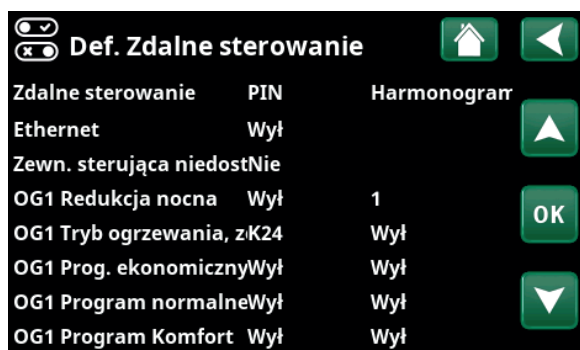 Def. Zdalne sterowanie
Zdalne sterowanie PIN Harmonogram
Ethernet Wył
Zewn. sterująca niedostNie
OG1 Redukcja nocna Wył 1
OG1 Tryb ogrzewania, zeK24 Wył
OG1 Prog. ekonomicznyWył Wył
OG1 Program normalneWył Wył
OG1 Program Komfort Wył Wył
OK